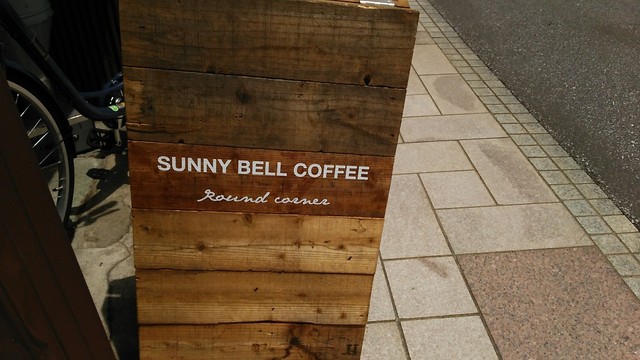 SUNNY BELL COFFEE
Round corner